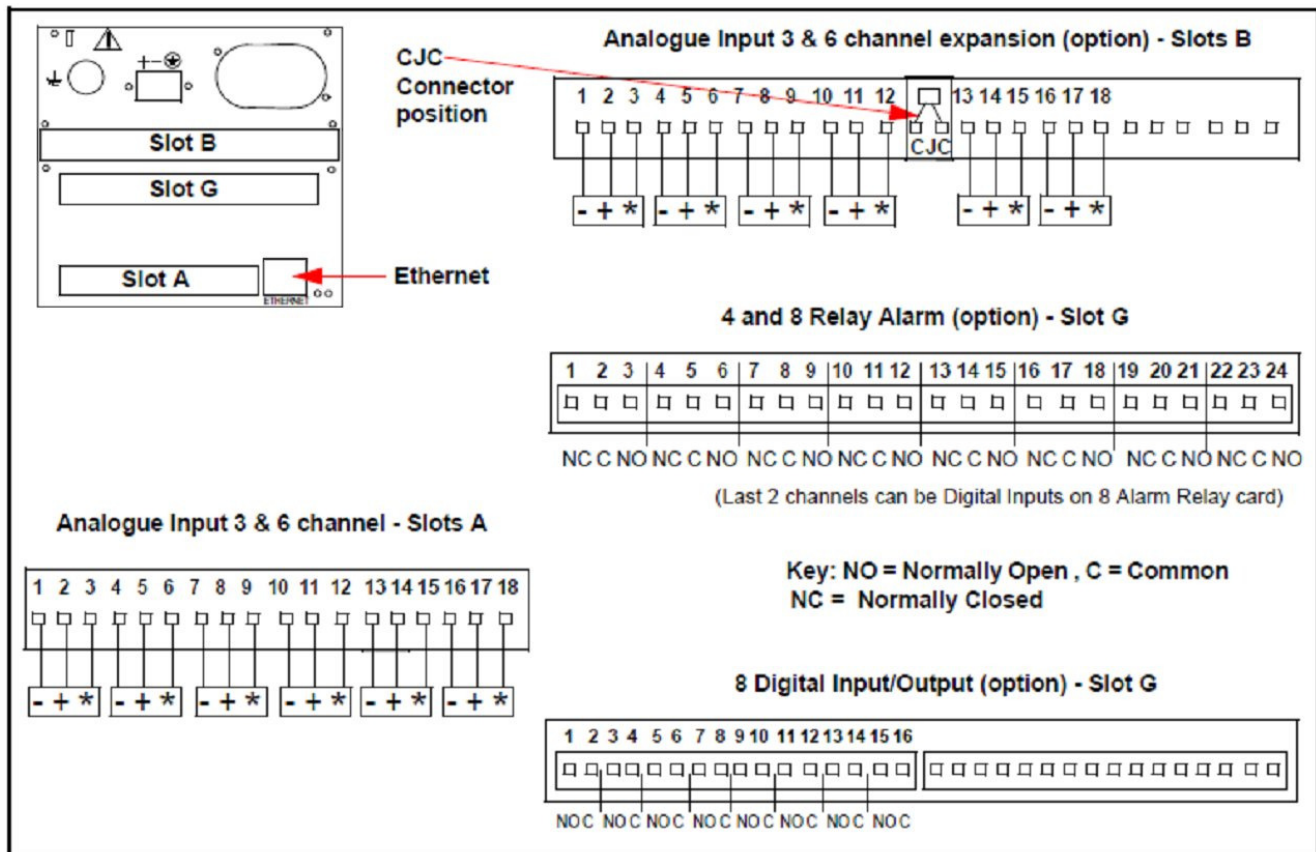 Analogue Input 3 & 6 channel expansion (option) - Slots B
CJC
Connector
position
+ -
1 2 3 4 5 6 7 8 9 10 11 12 13 14 15 16 17 18
CJC
- + * - + * - + * - + * - + * - + *
Slot B
Slot G
Slot A
Ethernet
ETHERNET
4 and 8 Relay Alarm (option) - Slot G
1 2 3 4 5 6 7 8 9 10 11 12 13 14 15 16 17 18 19 20 21 22 23 24
NC C NO NC C NO NC C NO NC C NO NC C NO NC C NO NC C NO NC C NO
(Last 2 channels can be Digital Inputs on 8 Alarm Relay card)
Analogue Input 3 & 6 channel - Slots A
1 2 3 4 5 6 7 8 9 10 11 12 13 14 15 16 17 18
- + * - + * - + * - + * - + * - + *
Key: NO = Normally Open , C = Common
NC = Normally Closed
8 Digital Input/Output (option) - Slot G
1 2 3 4 5 6 7 8 9 10 11 12 13 14 15 16
NO C NO C NO C NO C NO C NO C NO C NO C